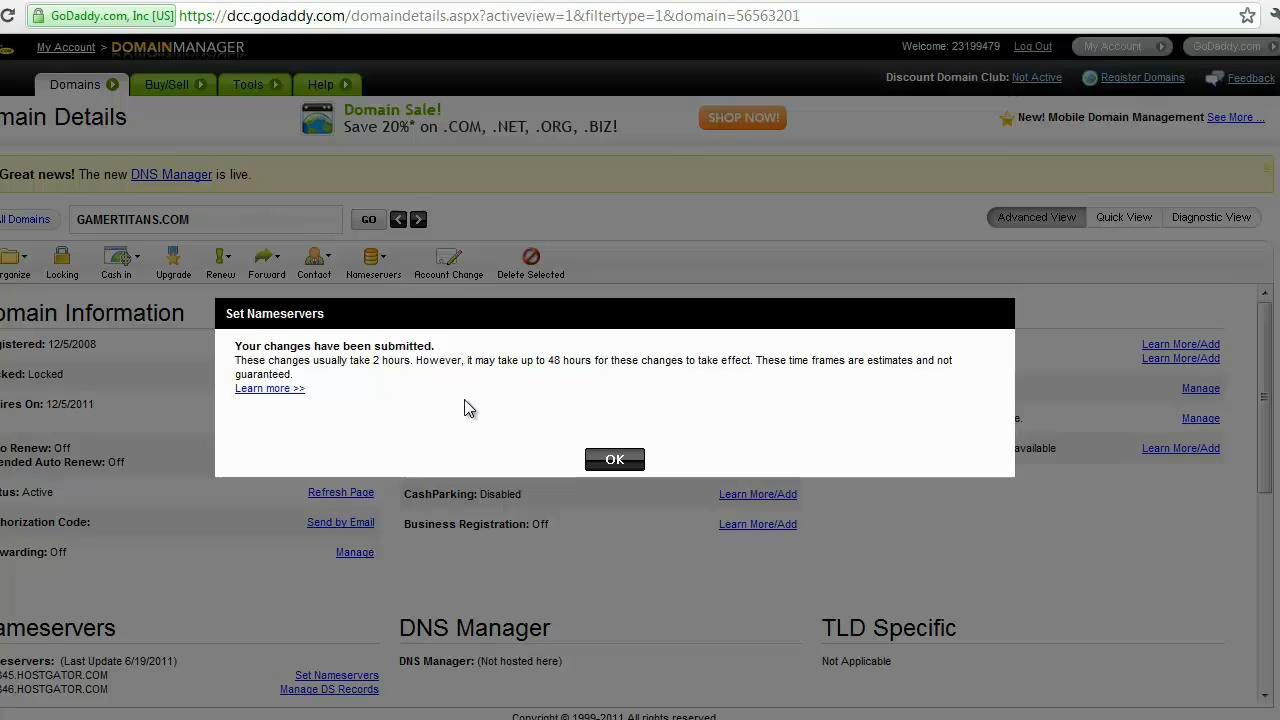 GoDaddy.com, Inc [US] https://dcc.godaddy.com/domaindetails.aspx?activeview=1&filtertype=1&domain=56563201
My Account > DOMAINMANAGER Welcome: 23199479 Log Out My Account GoDaddy.com
Domains Buy/Sell Tools Help Discount Domain Club: Not Active Register Domains Feedback
main Details
Domain Sale!
Save 20%* on .COM, .NET, .ORG, .BIZ!
SHOP NOW!
New! Mobile Domain Management See More ...
Great news! The new DNS Manager is live.
ll Domains GAMERTITANS.COM GO Advanced View Quick View Diagnostic View
rganize Locking Cash in Upgrade Renew Forward Contact Nameservers Account Change Delete Selected
omain Information
Set Nameservers
Your changes have been submitted.
These changes usually take 2 hours. However, it may take up to 48 hours for these changes to take effect. These time frames are estimates and not
guaranteed.
Learn more >>
OK
gistered: 12/5/2008
cked: Locked
ires On: 12/5/2011
o Renew: Off
ended Auto Renew: Off
tus: Active Refresh Page
horization Code: Send by Email
warding: Off Manage
CashParking: Disabled Learn More/Add
Business Registration: Off Learn More/Add
Learn More/Add
Learn More/Add
Manage
e. Manage
available Learn More/Add
ameservers
eservers: (Last Update 6/19/2011)
345.HOSTGATOR.COM Set Nameservers
346.HOSTGATOR.COM Manage DS Records
DNS Manager
DNS Manager: (Not hosted here)
TLD Specific
Not Applicable
Copyright © 1999-2011 All rights reserved.